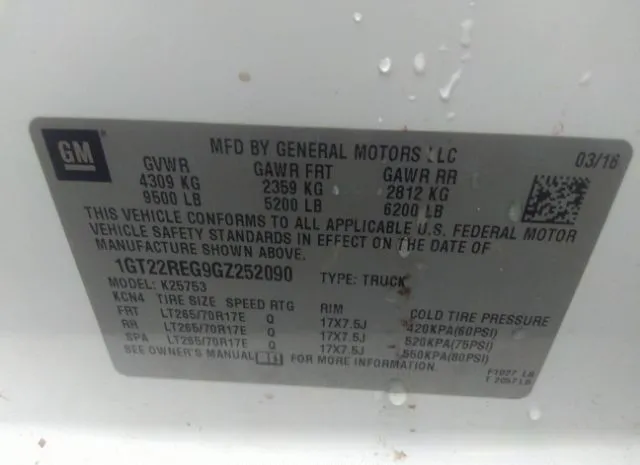 GM
MFD BY GENERAL MOTORS LLC
03/16
GVWR GAWR FRT GAWR RR
4309 KG 2359 KG 2812 KG
9500 LB 5200 LB 6200 LB
THIS VEHICLE CONFORMS TO ALL APPLICABLE U.S. FEDERAL MOTOR
VEHICLE SAFETY STANDARDS IN EFFECT ON THE DATE OF
MANUFACTURE SHOWN ABOVE.
1GT22REG9GZ252090 TYPE: TRUCK
MODEL: K25753
KCN4 TIRE SIZE SPEED RTG RIM COLD TIRE PRESSURE
FRT LT265/70R17E Q 17X7.5J 420KPA(60PSI)
RR LT265/70R17E Q 17X7.5J 520KPA(75PSI)
SPA LT265/70R17E Q 17X7.5J 550KPA(80PSI)
SEE OWNER'S MANUAL FOR MORE INFORMATION.
F1927 LB
T 2057LB